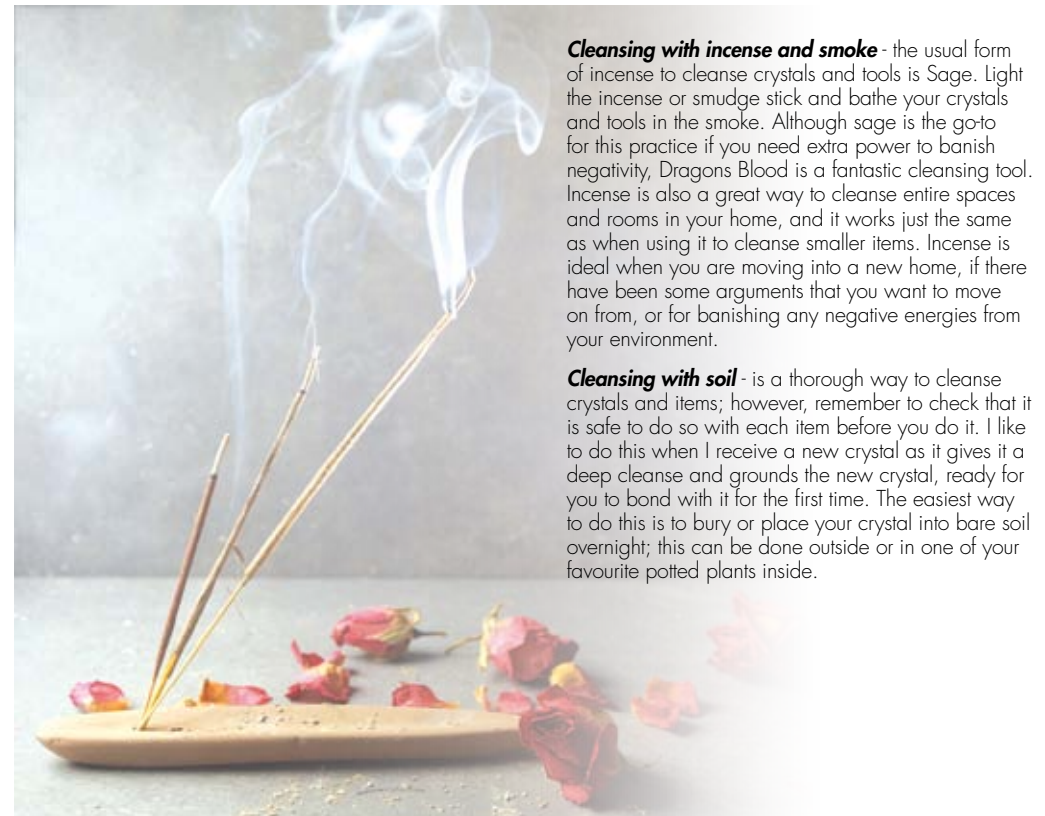 Cleansing with incense and smoke - the usual form
of incense to cleanse crystals and tools is Sage. Light
the incense or smudge stick and bathe your crystals
and tools in the smoke. Although sage is the go-to
for this practice if you need extra power to banish
negativity, Dragons Blood is a fantastic cleansing tool.
Incense is also a great way to cleanse entire spaces
and rooms in your home, and it works just the same
as when using it to cleanse smaller items. Incense is
ideal when you are moving into a new home, if there
have been some arguments that you want to move
on from, or for banishing any negative energies from
your environment.
Cleansing with soil - is a thorough way to cleanse
crystals and items; however, remember to check that it
is safe to do so with each item before you do it. I like
to do this when I receive a new crystal as it gives it a
deep cleanse and grounds the new crystal, ready for
you to bond with it for the first time. The easiest way
to do this is to bury or place your crystal into bare soil
overnight; this can be done outside or in one of your
favourite potted plants inside.